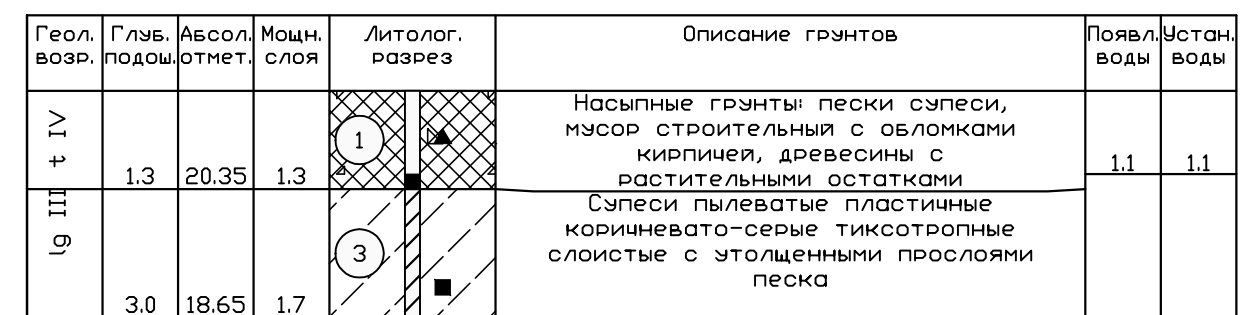 Геол. Глуб. Абсол. Мощн. Литолог. Описание грунтов Появл. Устан.
возр. подош. отмет. слоя разрез воды воды
t IV
1
Насыпные грунты: пески супеси,
мусор строительный с обломками
кирпичей, древесины с
1.1 1.1
1.3 20.35 1.3 растительными остатками
lg III
3
Супеси пылеватые пластичные
коричневато-серые тиксотропные
слоистые с утолщенными прослоями
песка
3.0 18.65 1.7